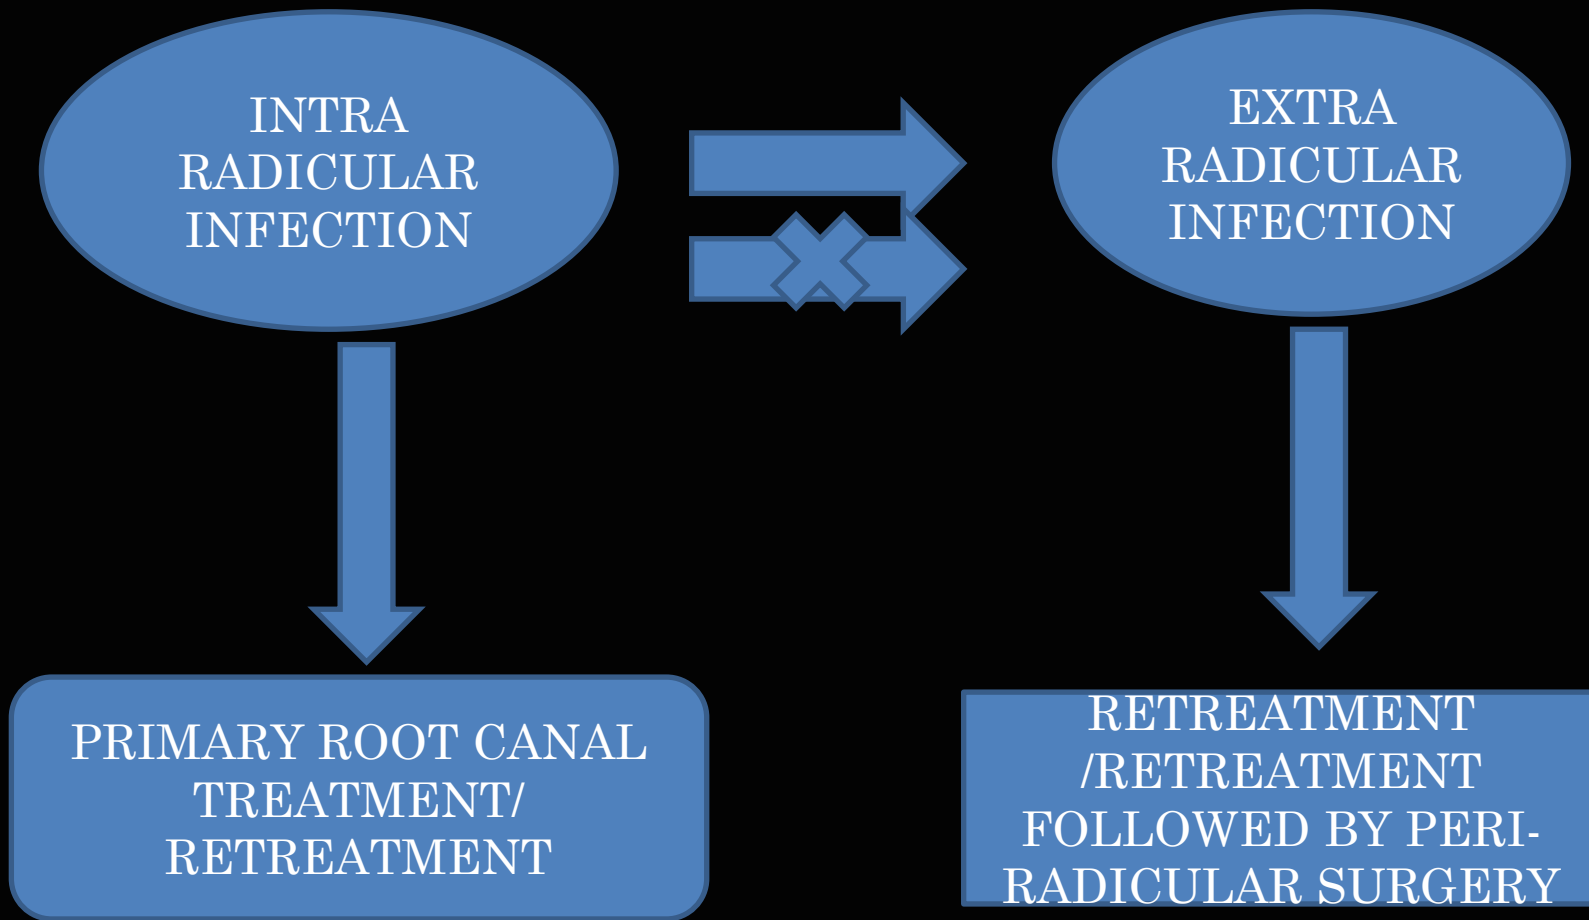 INTRA
RADICULAR
INFECTION
EXTRA
RADICULAR
INFECTION
PRIMARY ROOT CANAL
TREATMENT/
RETREATMENT
RETREATMENT
/RETREATMENT
FOLLOWED BY PERI-
RADICULAR SURGERY